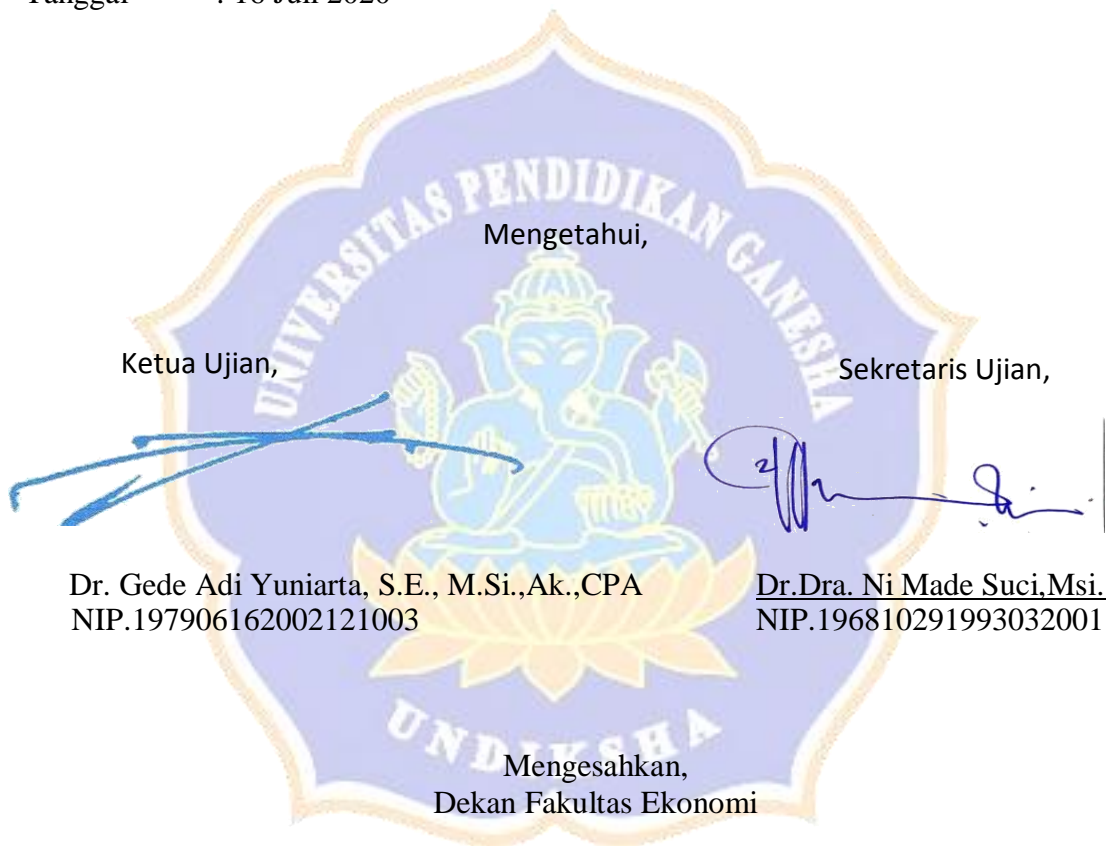 UNIVERSITAS PENDIDIKAN GANESHA
Mengetahui,
Ketua Ujian,
Sekretaris Ujian,
Dr. Gede Adi Yuniarta, S.E., M.Si.,Ak.,CPA
Dr.Dra. Ni Made Suci,Msi.
NIP.197906162002121003
NIP.196810291993032001
UNDIKSHA
Mengesahkan,
Dekan Fakultas Ekonomi